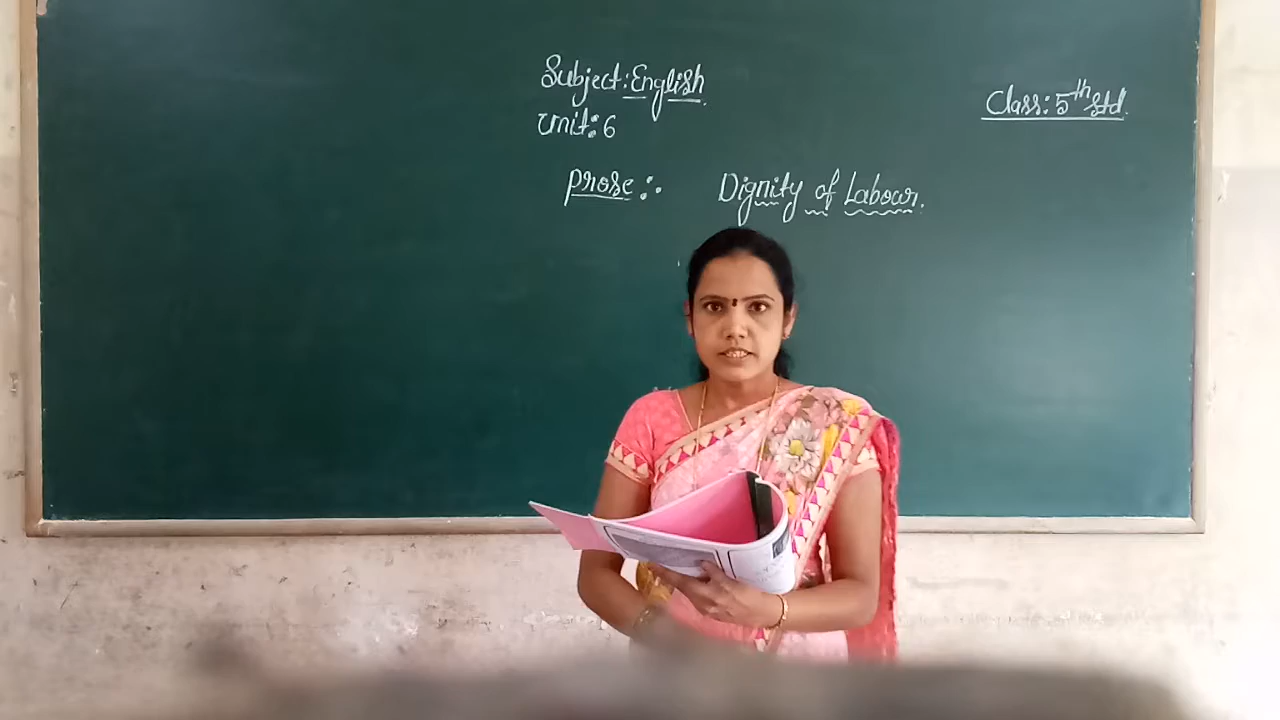 Subject: English
Unit: 6
Class: 5th Std.
Prose :. Dignity of Labour.